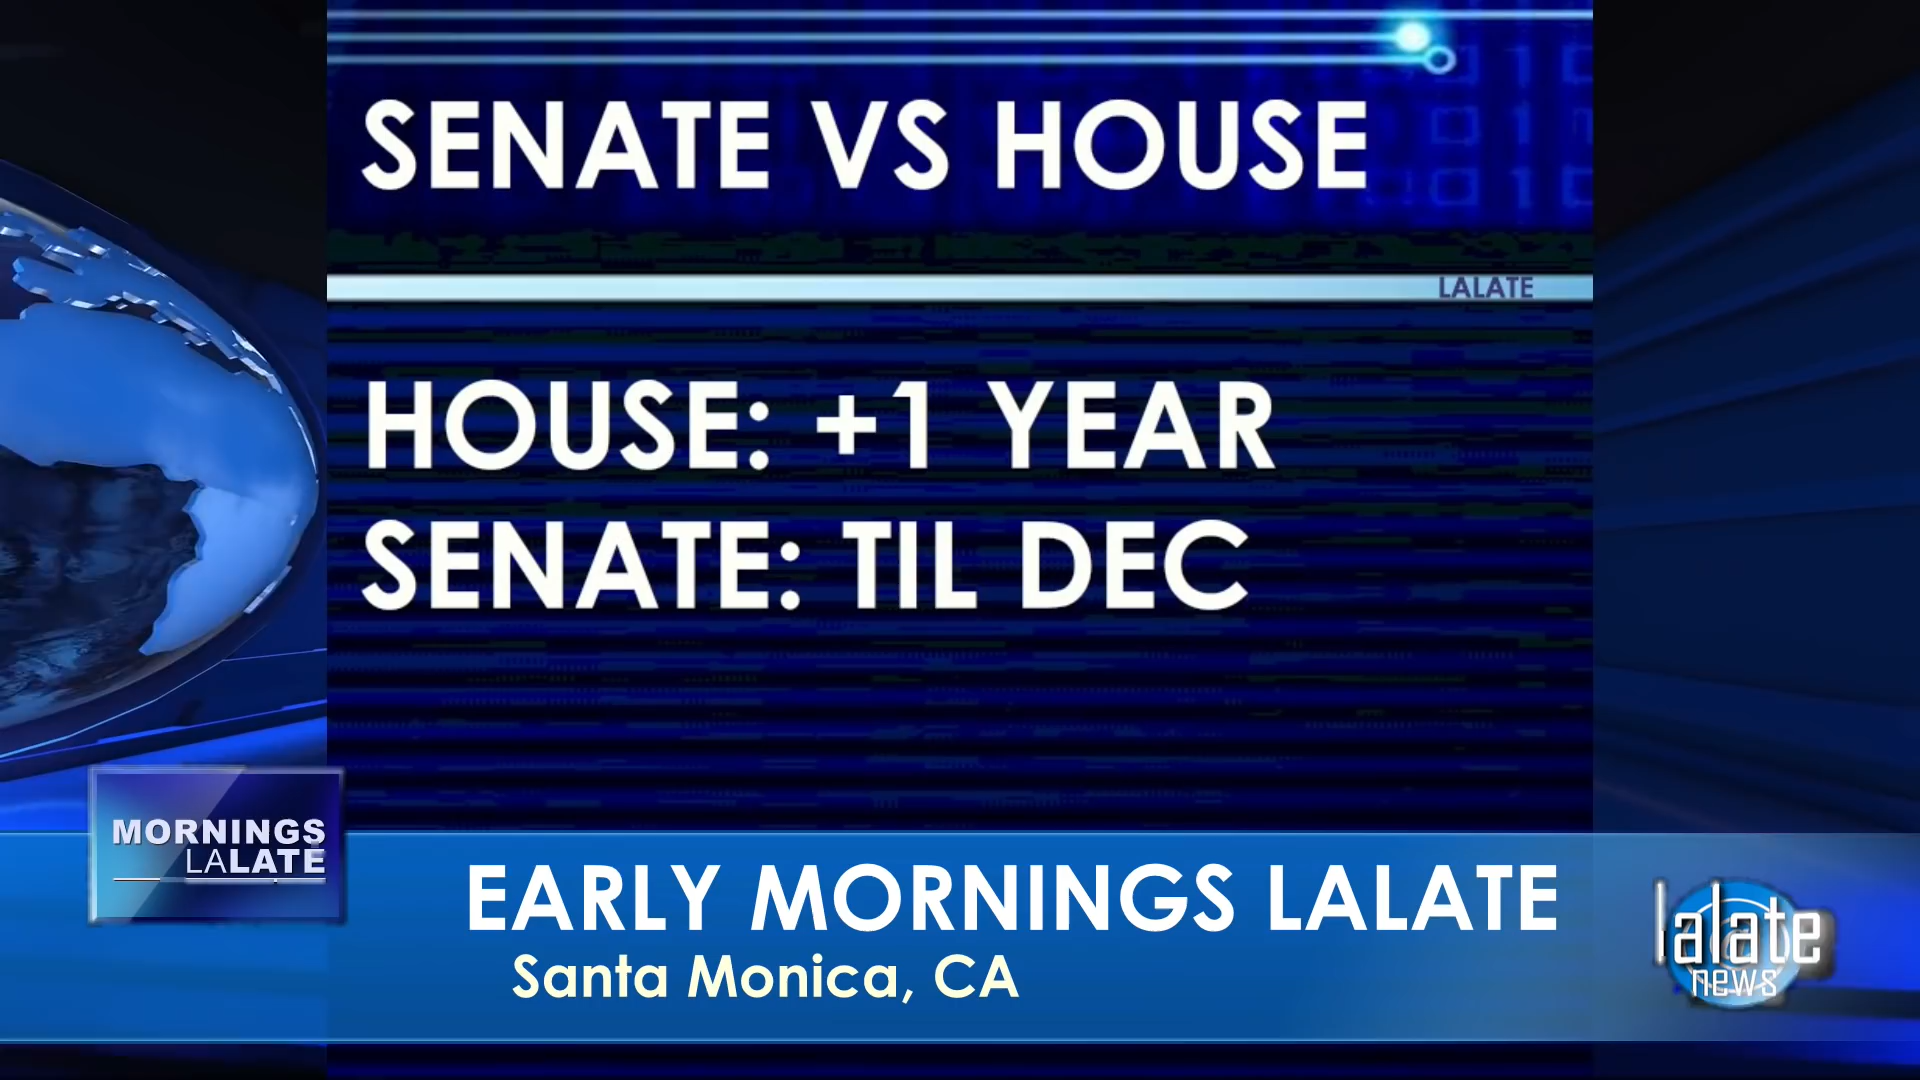 SENATE VS HOUSE
LALATE
HOUSE: +1 YEAR
SENATE: TIL DEC
MORNINGS
LALATE
EARLY MORNINGS LALATE
Santa Monica, CA
lalate
news